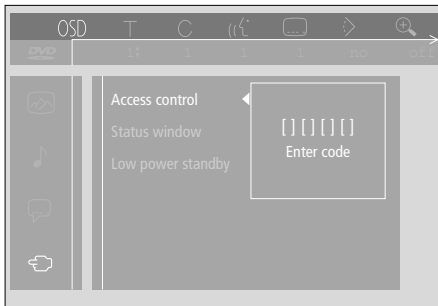 OSD T C
DVD 1: 1 1 1 no off
Access control
Status window
Low power standby
[ ] [ ] [ ] [ ]
Enter code